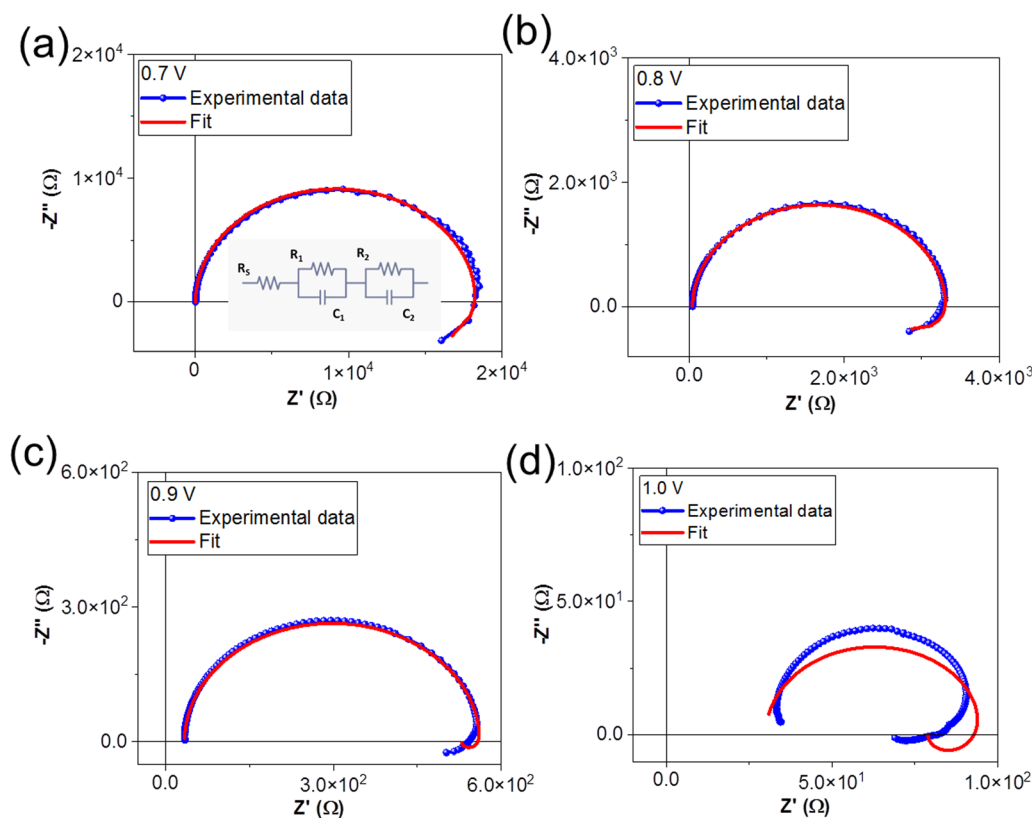 (a)
2×10⁴
0.7 V
Experimental data
Fit
1×10⁴
-Z'' (Ω)
R_S
R_1
R_2
C_1
C_2
0
0
1×10⁴
2×10⁴
Z' (Ω)
(b)
4.0×10³
0.8 V
Experimental data
Fit
2.0×10³
-Z'' (Ω)
0.0
0.0
2.0×10³
4.0×10³
Z' (Ω)
(c)
6.0×10²
0.9 V
Experimental data
Fit
3.0×10²
-Z'' (Ω)
0.0
0.0
3.0×10²
6.0×10²
Z' (Ω)
(d)
1.0×10²
1.0 V
Experimental data
Fit
5.0×10¹
-Z'' (Ω)
0.0
0.0
5.0×10¹
1.0×10²
Z' (Ω)